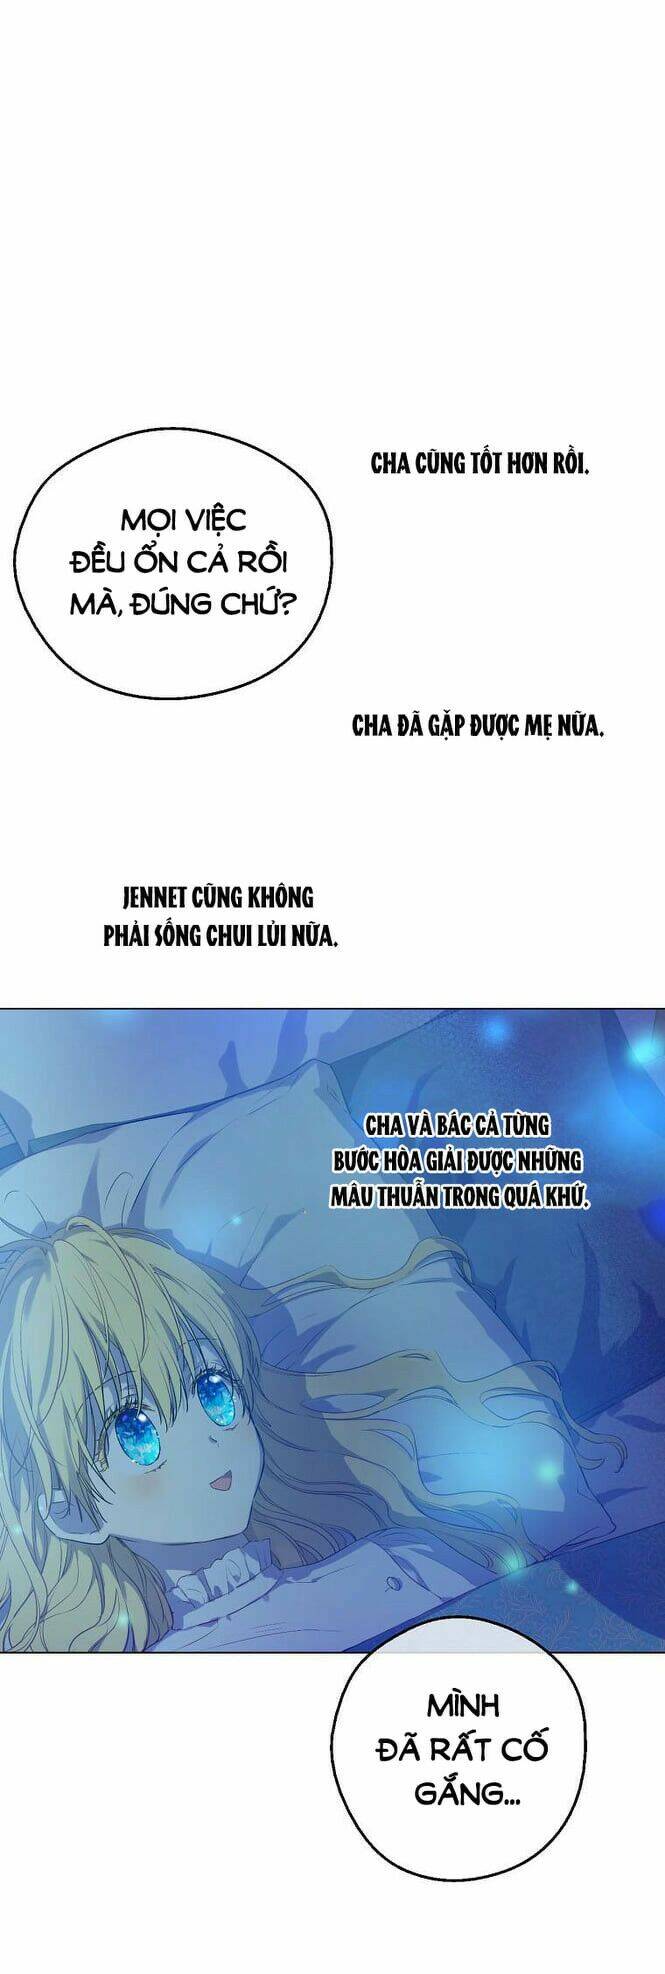 CHA CŨNG TỐT HƠN RỒI.
MỌI VIỆC
ĐỀU ỔN CẢ RỒI
MÀ, ĐÚNG CHỨ?
CHA ĐÃ GẶP ĐƯỢC MẸ NỮA.
JENNET CŨNG KHÔNG
PHẢI SỐNG CHUI LỦI NỮA.
CHA VÀ BÁC CẢ TỪNG
BƯỚC HÒA GIẢI ĐƯỢC NHỮNG
MÂU THUẪN TRONG QUÁ KHỨ.
MÌNH
ĐÃ RẤT CỐ
GẮNG...